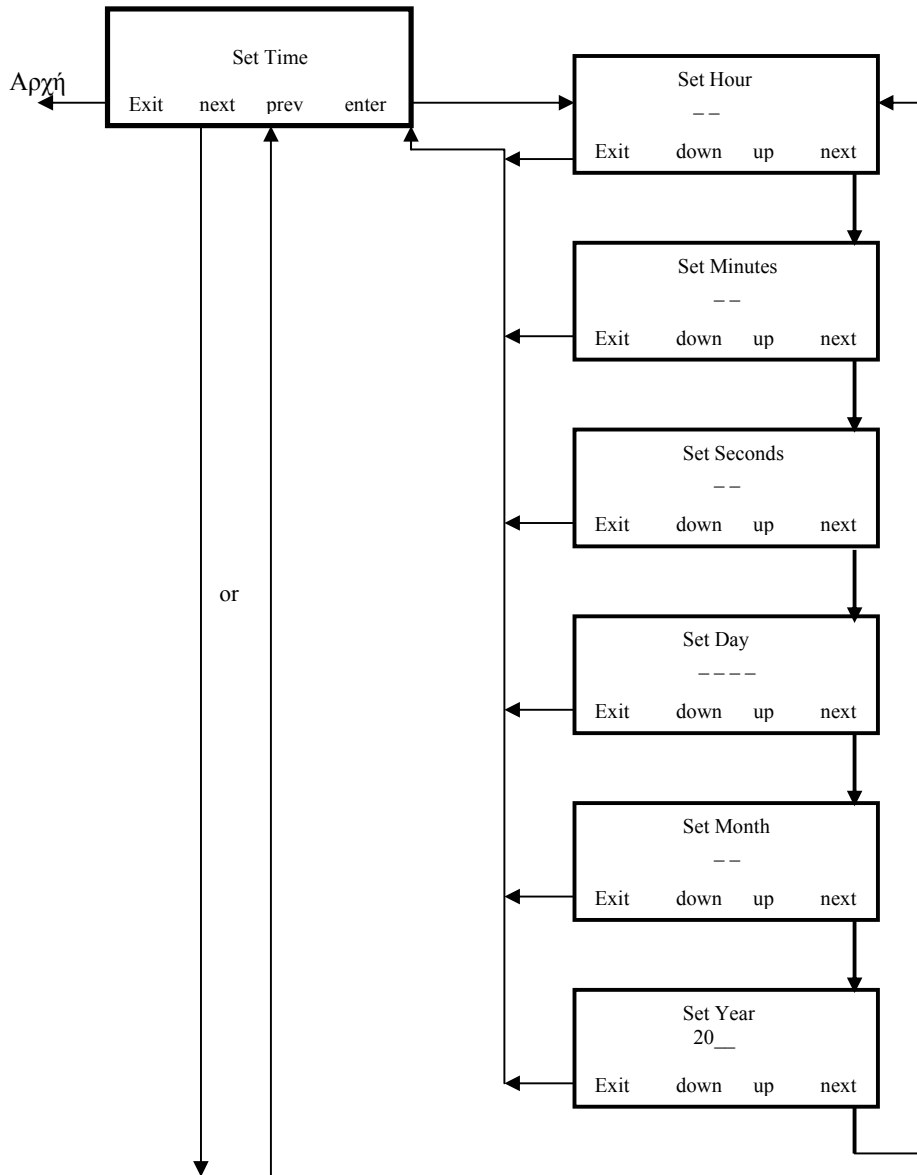 Αρχή
Set Time
Exit next prev enter
Set Hour
_ _
Exit down up next
Set Minutes
_ _
Exit down up next
Set Seconds
_ _
Exit down up next
or
Set Day
_ _ _ _
Exit down up next
Set Month
_ _
Exit down up next
Set Year
20__
Exit down up next